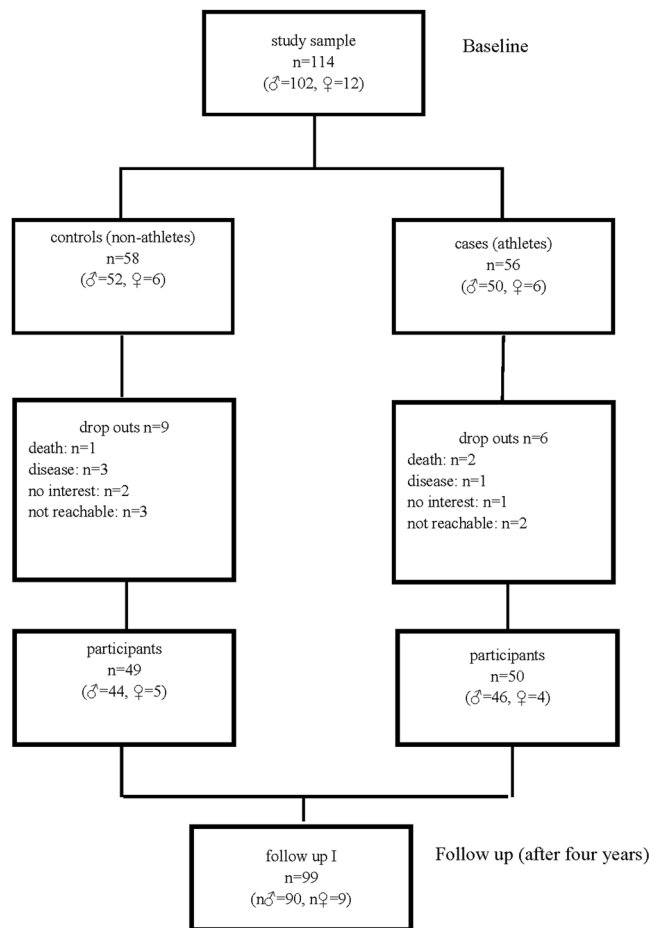 study sample
n=114
(♂=102, ♀=12)
Baseline
controls (non-athletes)
n=58
(♂=52, ♀=6)
cases (athletes)
n=56
(♂=50, ♀=6)
drop outs n=9
death: n=1
disease: n=3
no interest: n=2
not reachable: n=3
drop outs n=6
death: n=2
disease: n=1
no interest: n=1
not reachable: n=2
participants
n=49
(♂=44, ♀=5)
participants
n=50
(♂=46, ♀=4)
follow up I
n=99
(n♂=90, n♀=9)
Follow up (after four years)